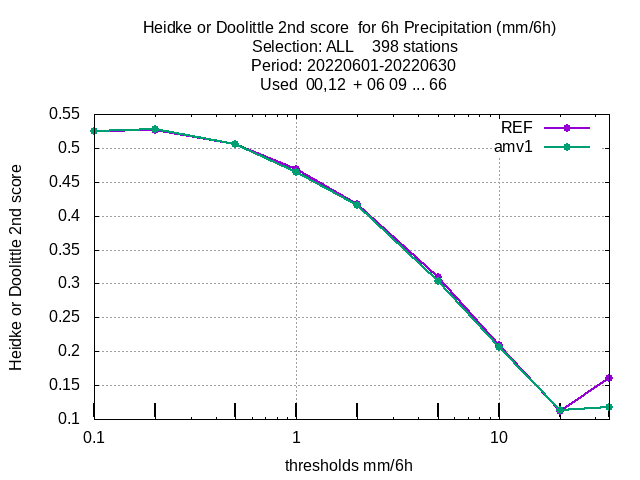 Heidke or Doolittle 2nd score  for 6h Precipitation (mm/6h)
Selection: ALL    398 stations
Period: 20220601-20220630
Used  00,12  + 06 09 ... 66
REF
amv1
Heidke or Doolittle 2nd score
0.55
0.5
0.45
0.4
0.35
0.3
0.25
0.2
0.15
0.1
0.1 1 10
thresholds mm/6h